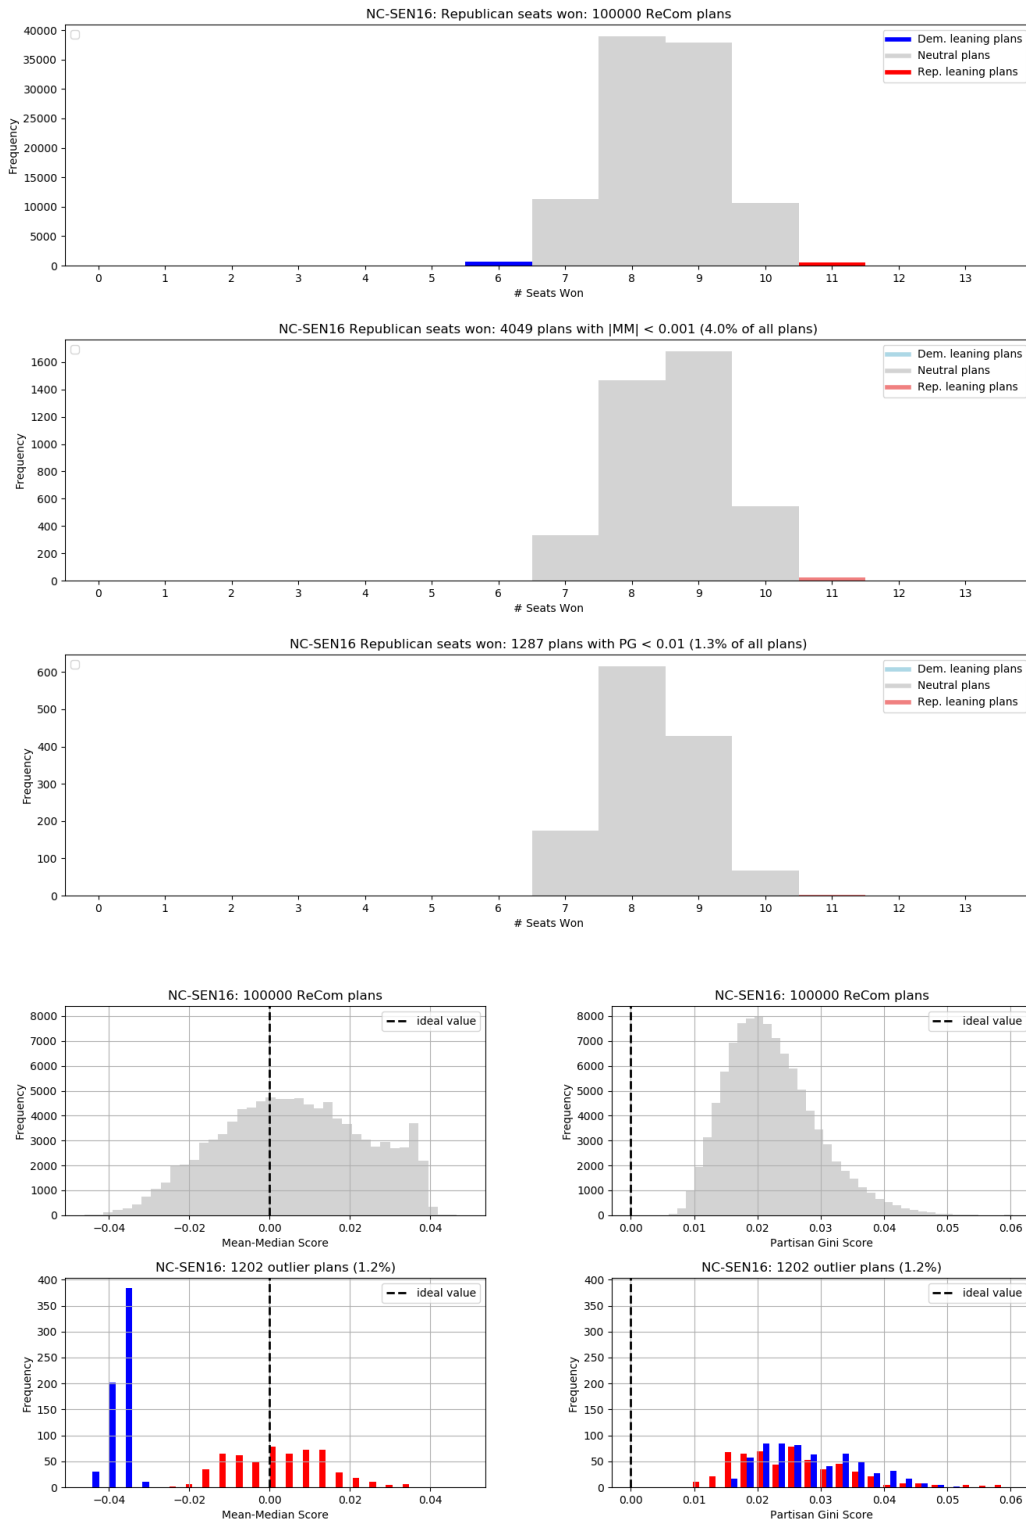 NC-SEN16: Republican seats won: 100000 ReCom plans
40000
35000
30000
25000
20000
15000
10000
5000
0
Frequency
Dem. leaning plans
Neutral plans
Rep. leaning plans
0 1 2 3 4 5 6 7 8 9 10 11 12 13
# Seats Won
NC-SEN16 Republican seats won: 4049 plans with |MM| < 0.001 (4.0% of all plans)
1600
1400
1200
1000
800
600
400
200
0
Frequency
Dem. leaning plans
Neutral plans
Rep. leaning plans
0 1 2 3 4 5 6 7 8 9 10 11 12 13
# Seats Won
NC-SEN16 Republican seats won: 1287 plans with PG < 0.01 (1.3% of all plans)
600
500
400
300
200
100
0
Frequency
Dem. leaning plans
Neutral plans
Rep. leaning plans
0 1 2 3 4 5 6 7 8 9 10 11 12 13
# Seats Won
NC-SEN16: 100000 ReCom plans
8000
7000
6000
5000
4000
3000
2000
1000
0
Frequency
ideal value
−0.04 −0.02 0.00 0.02 0.04
Mean-Median Score
NC-SEN16: 100000 ReCom plans
8000
7000
6000
5000
4000
3000
2000
1000
0
Frequency
ideal value
0.00 0.01 0.02 0.03 0.04 0.05 0.06
Partisan Gini Score
NC-SEN16: 1202 outlier plans (1.2%)
400
350
300
250
200
150
100
50
0
Frequency
ideal value
−0.04 −0.02 0.00 0.02 0.04
Mean-Median Score
NC-SEN16: 1202 outlier plans (1.2%)
400
350
300
250
200
150
100
50
0
Frequency
ideal value
0.00 0.01 0.02 0.03 0.04 0.05 0.06
Partisan Gini Score